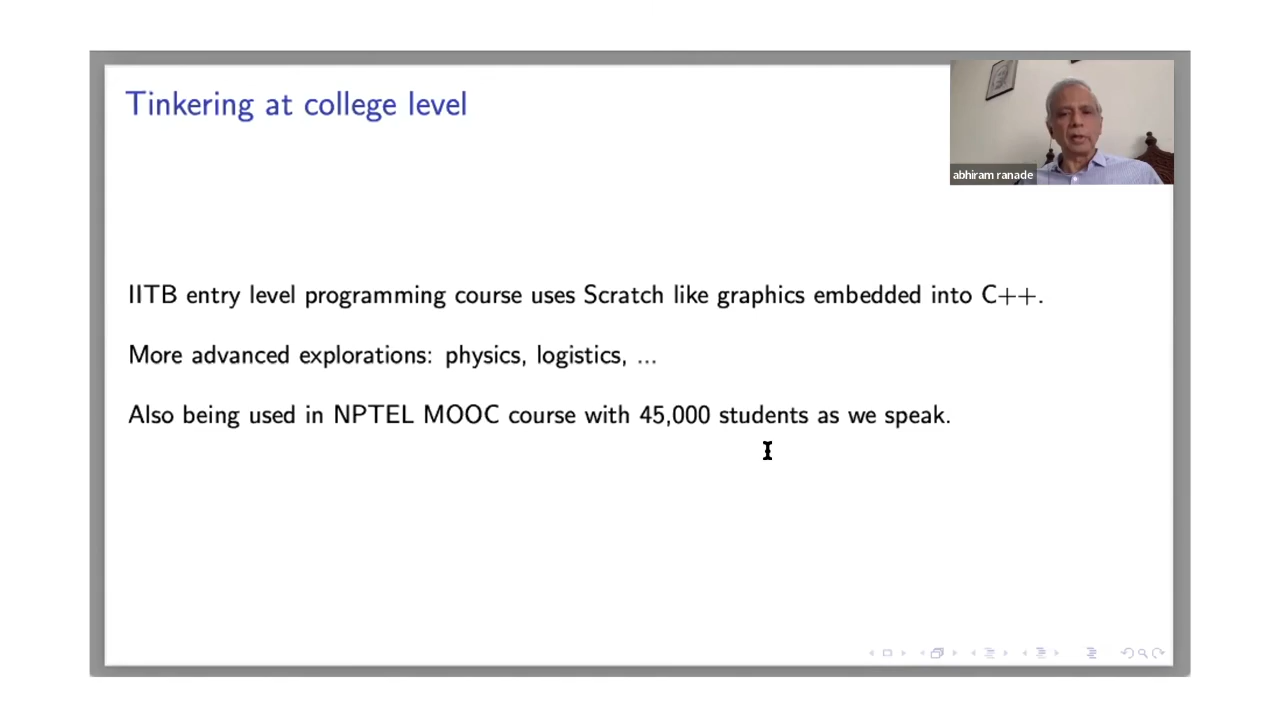 Tinkering at college level
abhiram ranade
IITB entry level programming course uses Scratch like graphics embedded into C++.
More advanced explorations: physics, logistics, ...
Also being used in NPTEL MOOC course with 45,000 students as we speak.